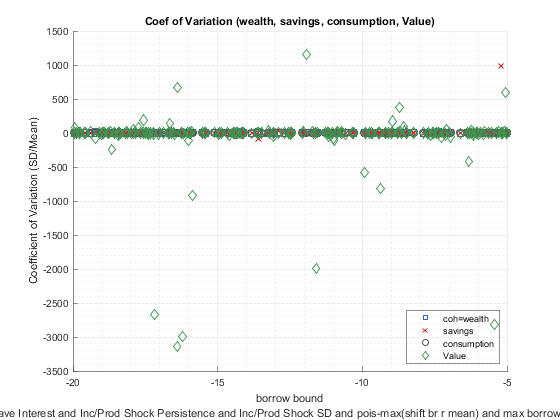 Coef of Variation (wealth, savings, consumption, Value)
1500
1000
500
0
-500
-1000
-1500
-2000
-2500
-3000
-3500
Coefficient of Variation (SD/Mean)
coh=wealth
savings
consumption
Value
-20
-15
-10
-5
borrow bound
ave Interest and Inc/Prod Shock Persistence and Inc/Prod Shock SD and pois-max(shift br r mean) and max borrow